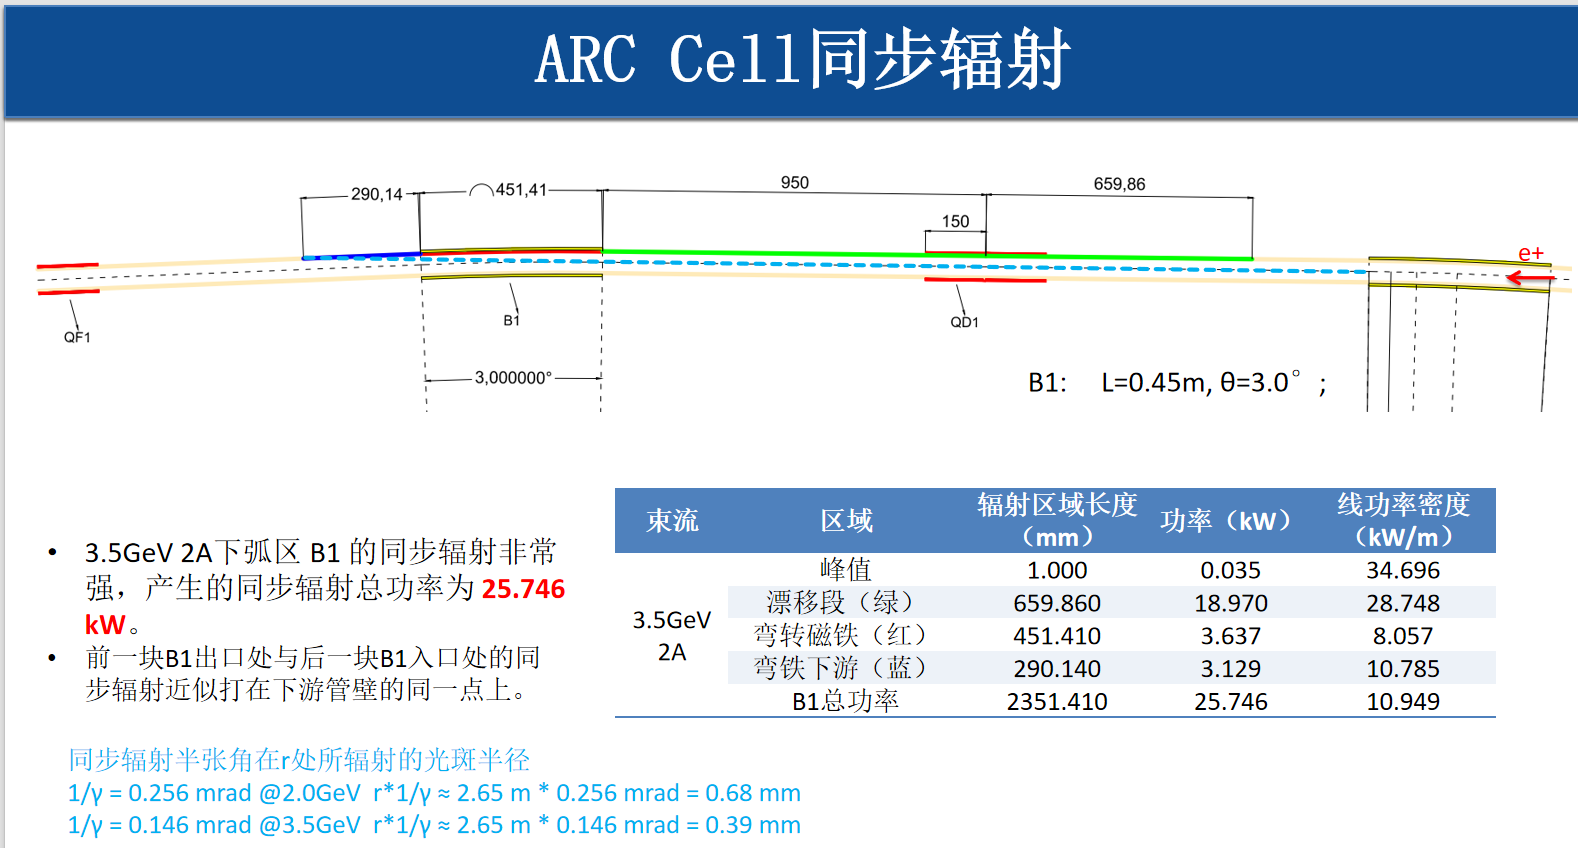 ARC Cell同步辐射
290,14
451,41
950
659,86
150
e+
QF1
B1
QD1
3,000000°
B1: L=0.45m, θ=3.0°;
束流 区域 辐射区域长度（mm） 功率（kW） 线功率密度（kW/m）
3.5GeV 2A
峰值 1.000 0.035 34.696
漂移段（绿） 659.860 18.970 28.748
弯转磁铁（红） 451.410 3.637 8.057
弯铁下游（蓝） 290.140 3.129 10.785
B1总功率 2351.410 25.746 10.949
• 3.5GeV 2A下弧区 B1 的同步辐射非常
强，产生的同步辐射总功率为 25.746
kW。
• 前一块B1出口处与后一块B1入口处的同
步辐射近似打在下游管壁的同一点上。
同步辐射半张角在r处所辐射的光斑半径
1/γ = 0.256 mrad @2.0GeV r*1/γ ≈ 2.65 m * 0.256 mrad = 0.68 mm
1/γ = 0.146 mrad @3.5GeV r*1/γ ≈ 2.65 m * 0.146 mrad = 0.39 mm